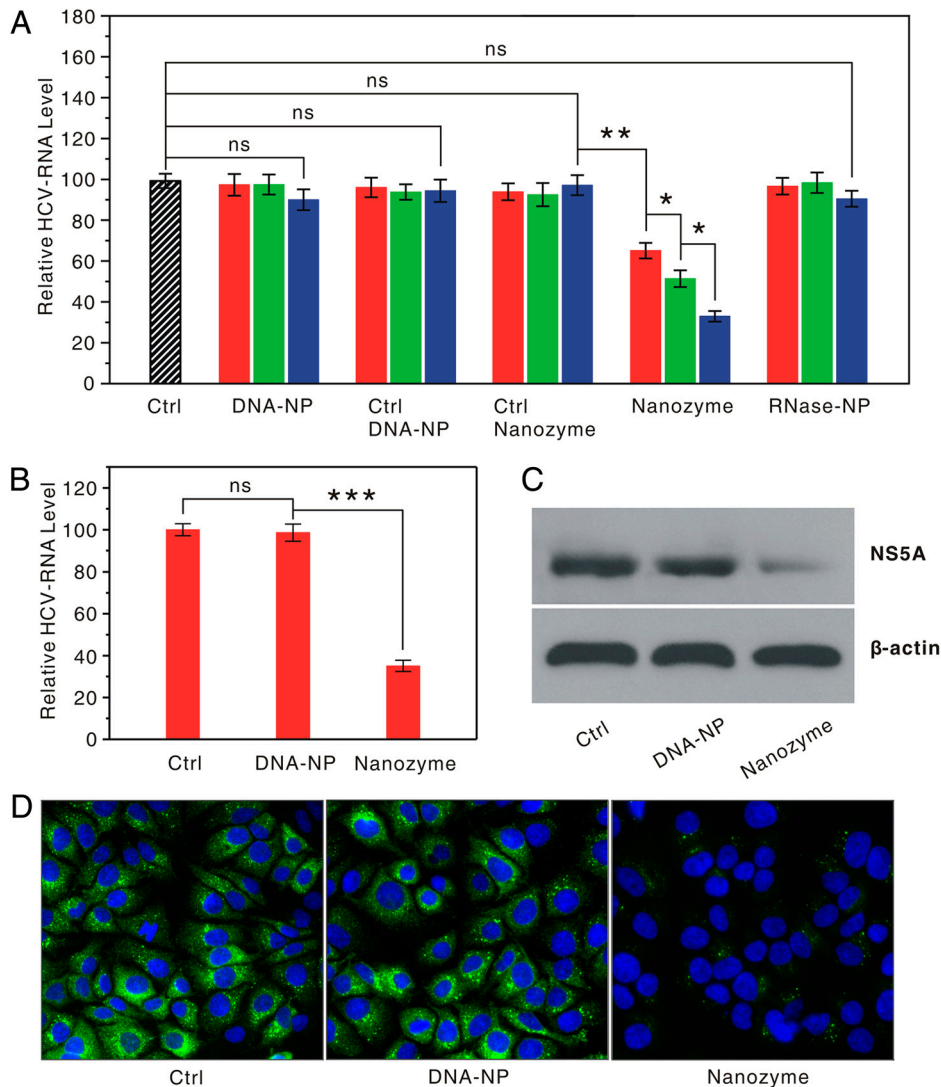 A
Relative HCV-RNA Level
180
160
140
120
100
80
60
40
20
0
ns
ns
ns
ns
**
*
*
Ctrl
DNA-NP
Ctrl
DNA-NP
Ctrl
Nanozyme
Nanozyme
RNase-NP
B
Relative HCV-RNA Level
120
100
80
60
40
20
0
ns
***
Ctrl
DNA-NP
Nanozyme
C
NS5A
β-actin
Ctrl
DNA-NP
Nanozyme
D
Ctrl
DNA-NP
Nanozyme